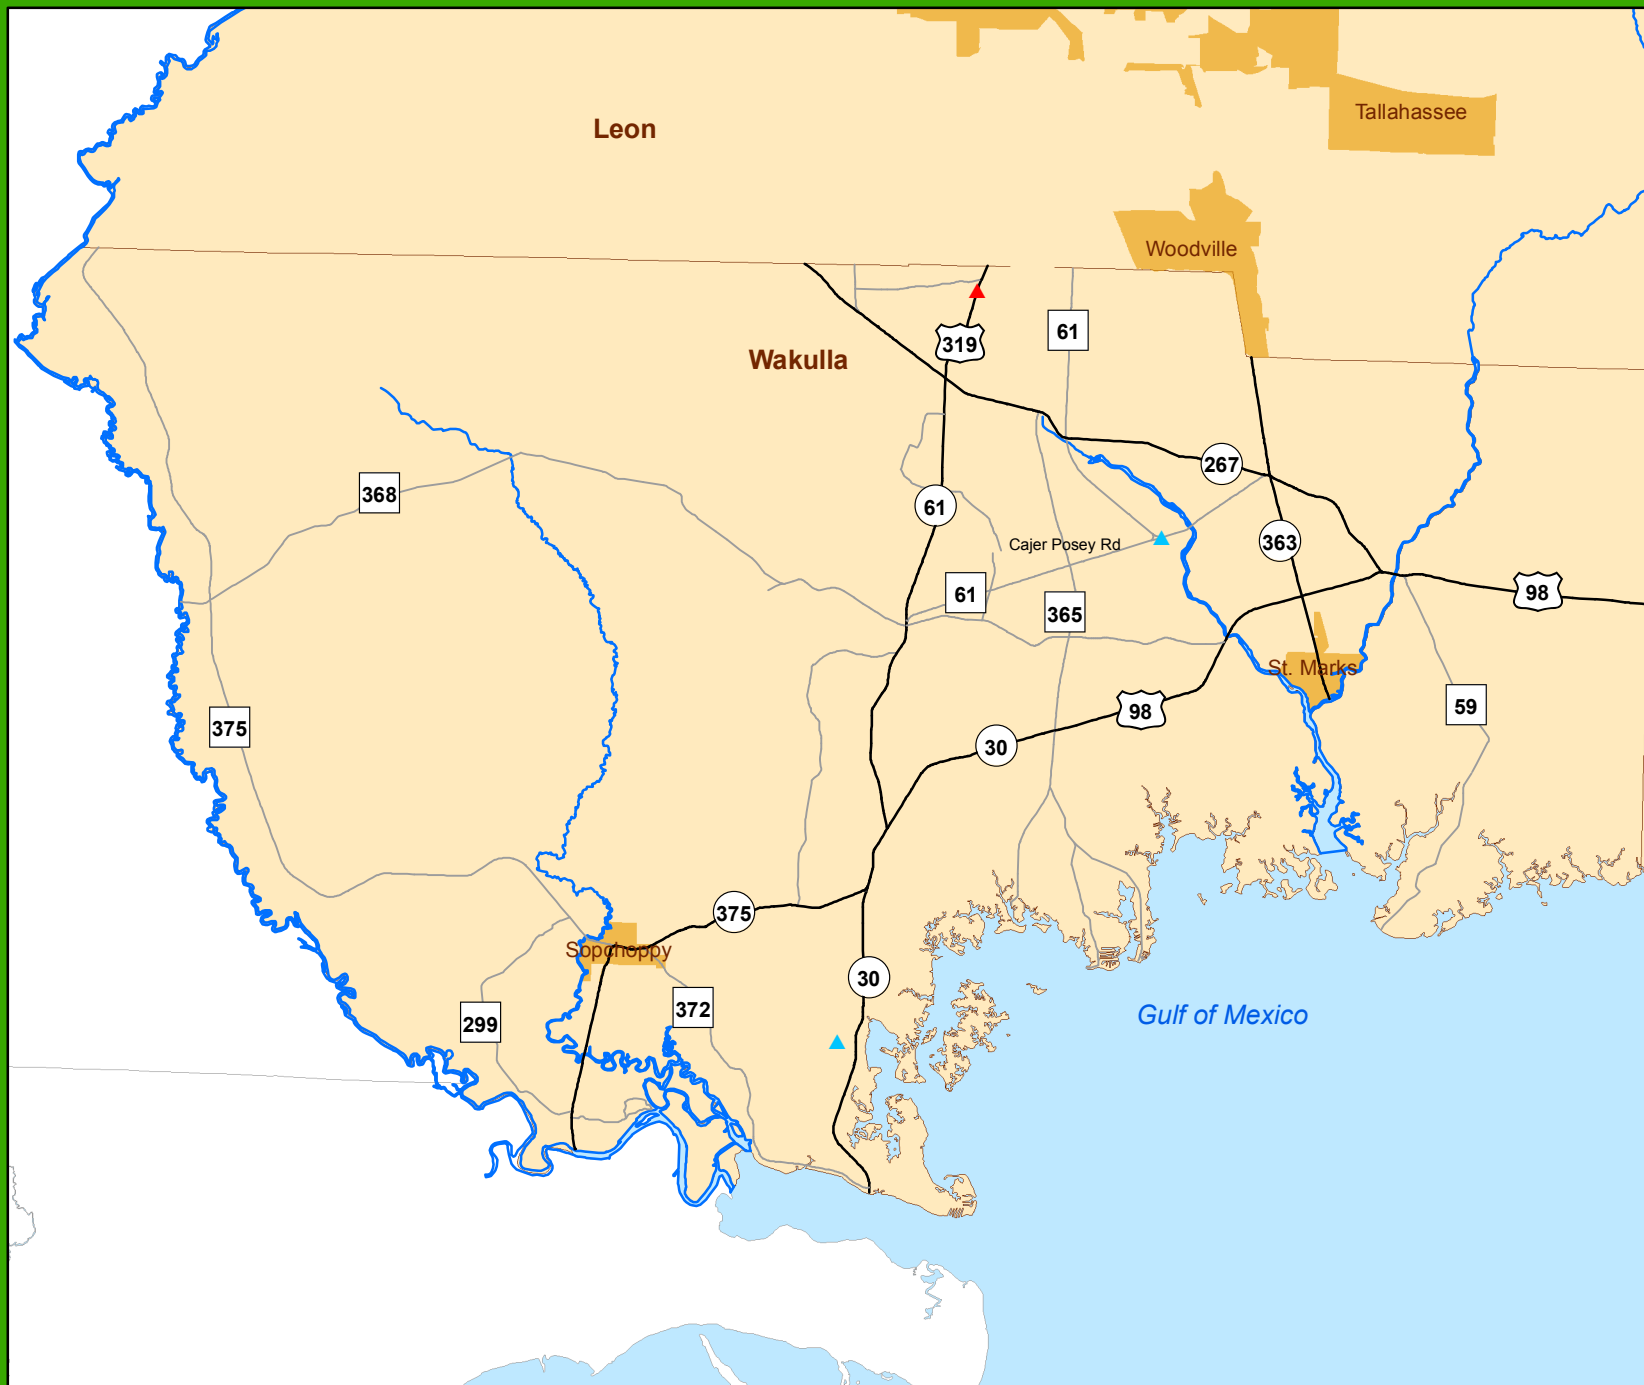 Tallahassee
Leon
Woodville
61
319
Wakulla
267
368
61
363
Cajer Posey Rd
98
61
365
St. Marks
59
98
375
30
375
Sopchoppy
30
372
Gulf of Mexico
299